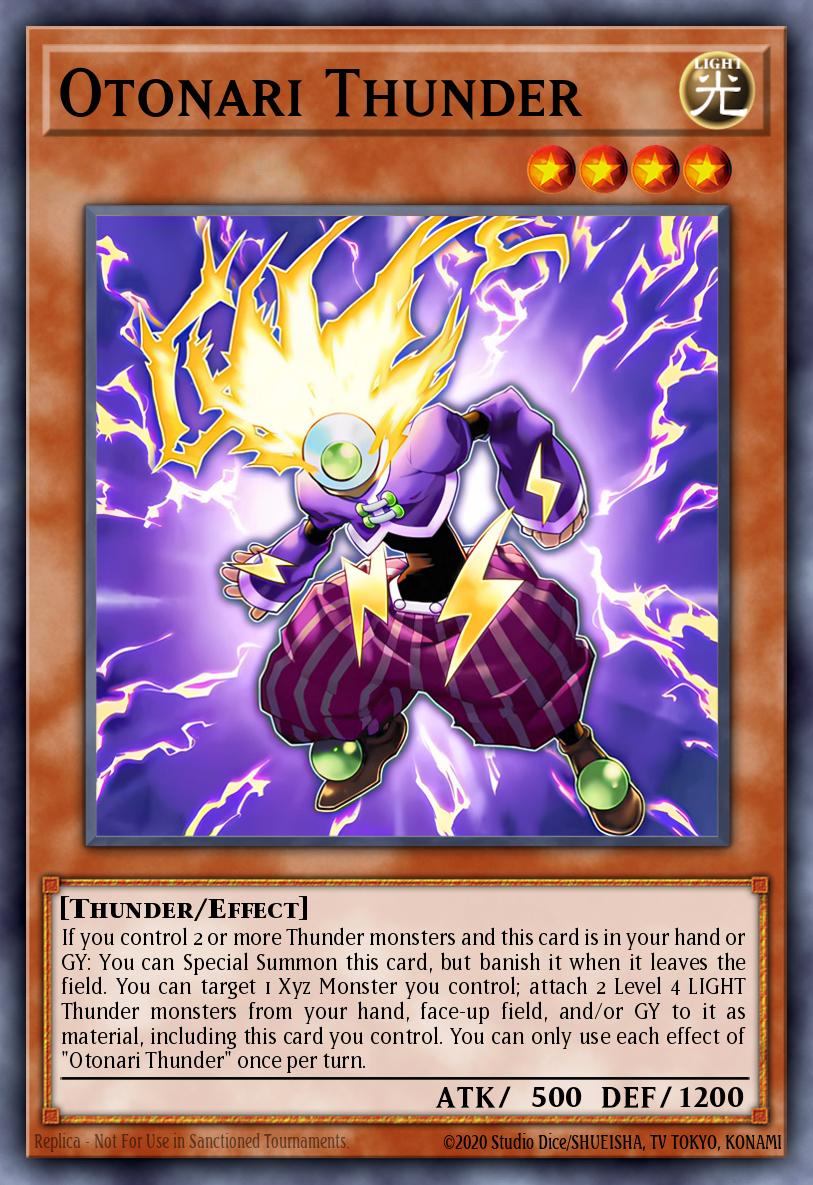 Otonari Thunder
LIGHT
光
[Thunder/Effect]
If you control 2 or more Thunder monsters and this card is in your hand or
GY: You can Special Summon this card, but banish it when it leaves the
field. You can target 1 Xyz Monster you control; attach 2 Level 4 LIGHT
Thunder monsters from your hand, face-up field, and/or GY to it as
material, including this card you control. You can only use each effect of
"Otonari Thunder" once per turn.
ATK/ 500 DEF/1200
Replica - Not For Use in Sanctioned Tournaments.
©2020 Studio Dice/SHUEISHA, TV TOKYO, KONAMI